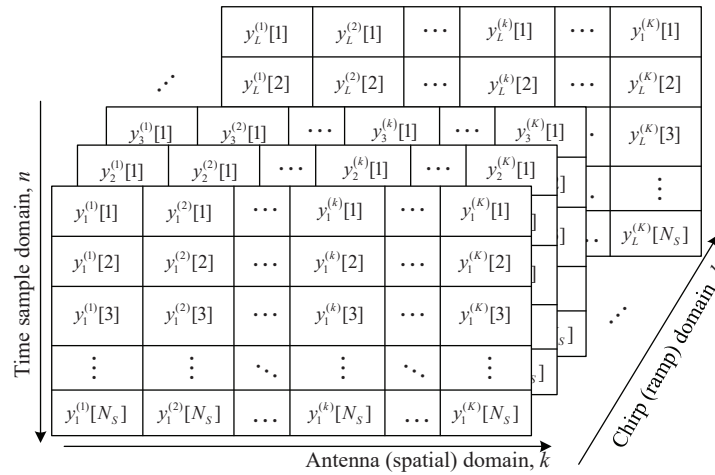 y_L^{(1)}[1] y_L^{(2)}[1] ⋯ y_L^{(k)}[1] ⋯ y_1^{(K)}[1]
y_L^{(1)}[2] y_L^{(2)}[2] ⋯ y_L^{(k)}[2] ⋯ y_L^{(K)}[2]
y_L^{(K)}[3]
⋮
y_L^{(K)}[N_S]
⋰
y_3^{(1)}[1] y_3^{(2)}[1] ⋯ y_3^{(k)}[1] ⋯ y_3^{(K)}[1]
y_2^{(1)}[1] y_2^{(2)}[1] ⋯ y_2^{(k)}[1] ⋯ y_2^{(K)}[1]
y_1^{(1)}[1] y_1^{(2)}[1] ⋯ y_1^{(k)}[1] ⋯ y_1^{(K)}[1]
y_1^{(1)}[2] y_1^{(2)}[2] ⋯ y_1^{(k)}[2] ⋯ y_1^{(K)}[2]
y_1^{(1)}[3] y_1^{(2)}[3] ⋯ y_1^{(k)}[3] ⋯ y_1^{(K)}[3]
⋮ ⋮ ⋱ ⋮ ⋱ ⋮
y_1^{(1)}[N_S] y_1^{(2)}[N_S] ⋯ y_1^{(k)}[N_S] ⋯ y_1^{(K)}[N_S]
⋰
Time sample domain, n
Antenna (spatial) domain, k
Chirp (ramp) domain,